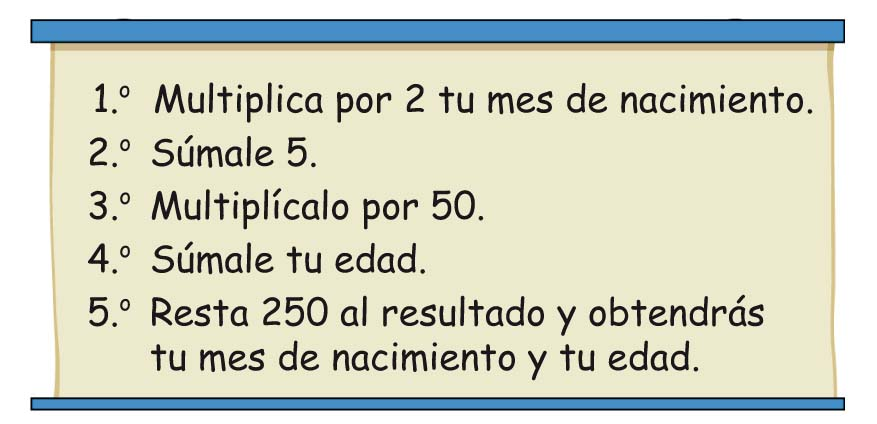 1.º Multiplica por 2 tu mes de nacimiento.
2.º Súmale 5.
3.º Multiplícalo por 50.
4.º Súmale tu edad.
5.º Resta 250 al resultado y obtendrás
tu mes de nacimiento y tu edad.